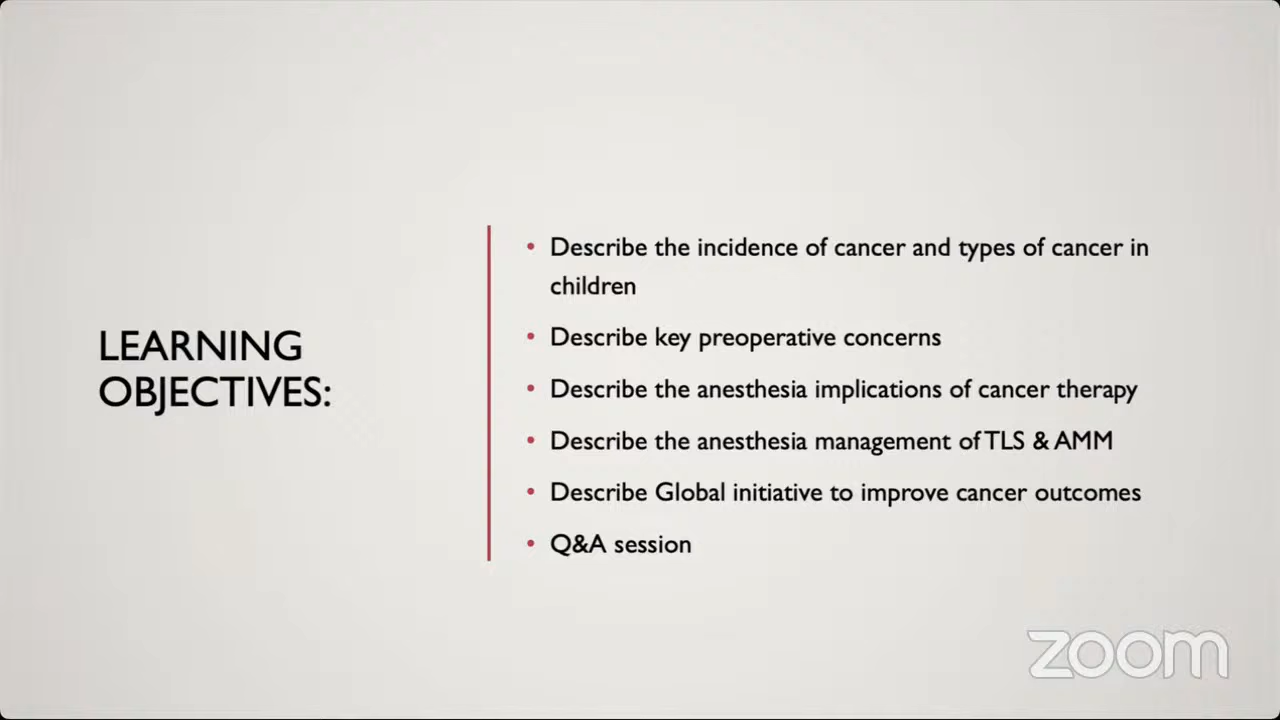 LEARNING
OBJECTIVES:
• Describe the incidence of cancer and types of cancer in
children
• Describe key preoperative concerns
• Describe the anesthesia implications of cancer therapy
• Describe the anesthesia management of TLS & AMM
• Describe Global initiative to improve cancer outcomes
• Q&A session
zoom